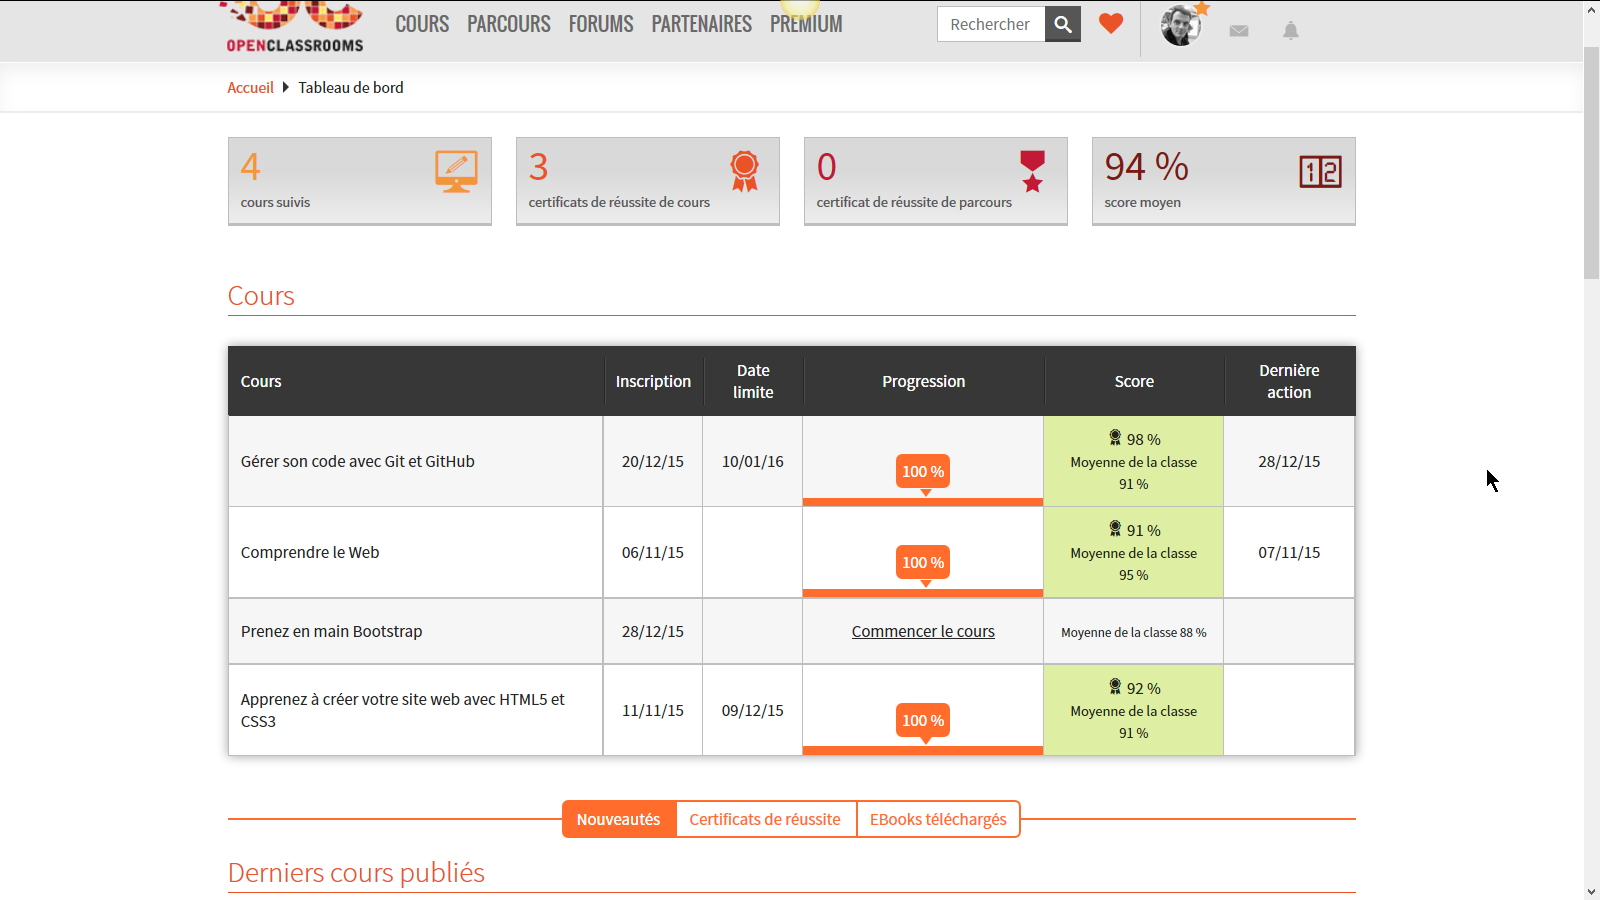 OPENCLASSROOMS
COURS PARCOURS FORUMS PARTENAIRES PREMIUM
Rechercher
Accueil Tableau de bord
4
cours suivis
3
certificats de réussite de cours
0
certificat de réussite de parcours
94 %
score moyen
12
Cours
Cours Inscription Date limite Progression Score Dernière action
Gérer son code avec Git et GitHub 20/12/15 10/01/16 100 % 98 %
Moyenne de la classe
91 %
28/12/15
Comprendre le Web 06/11/15 100 % 91 %
Moyenne de la classe
95 %
07/11/15
Prenez en main Bootstrap 28/12/15 Commencer le cours Moyenne de la classe 88 %
Apprenez à créer votre site web avec HTML5 et
CSS3
11/11/15 09/12/15 100 % 92 %
Moyenne de la classe
91 %
Nouveautés Certificats de réussite EBooks téléchargés
Derniers cours publiés